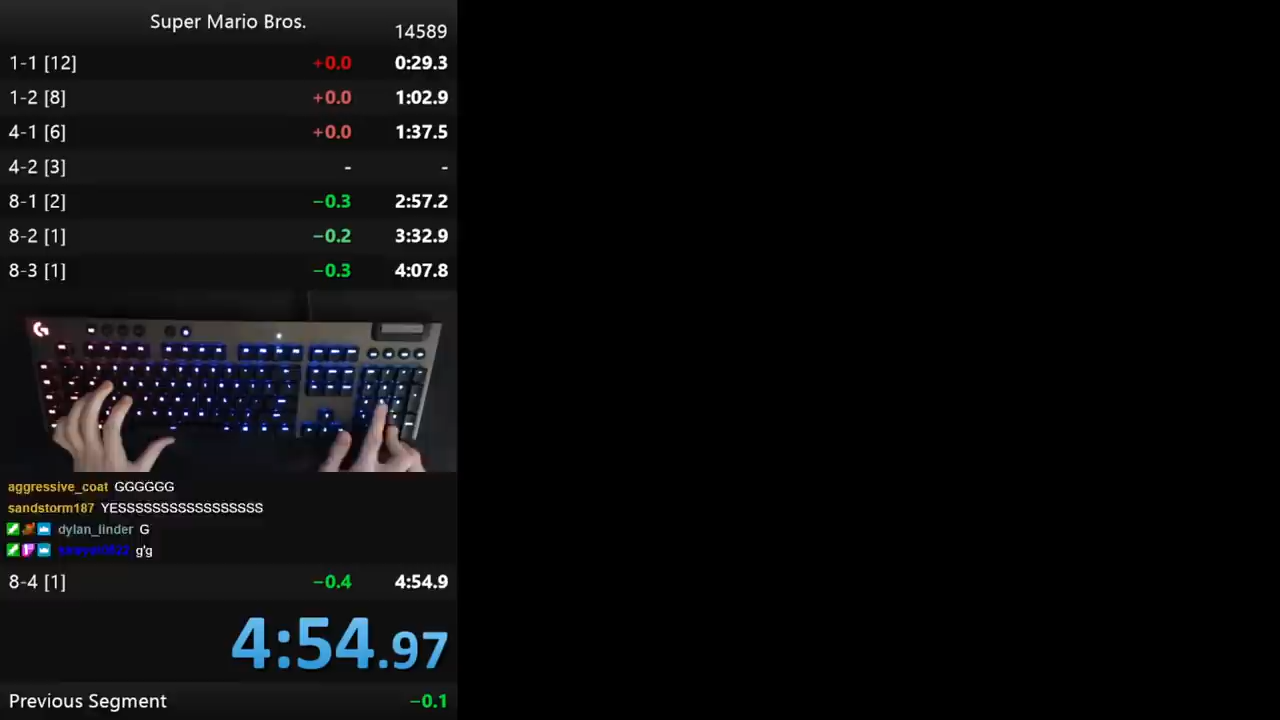 Super Mario Bros.
14589
1-1 [12] +0.0 0:29.3
1-2 [8] +0.0 1:02.9
4-1 [6] +0.0 1:37.5
4-2 [3] - -
8-1 [2] −0.3 2:57.2
8-2 [1] −0.2 3:32.9
8-3 [1] −0.3 4:07.8
G
aggressive_coat GGGGGG
sandstorm187 YESSSSSSSSSSSSSSSSS
dylan_linder G
g'g
8-4 [1] −0.4 4:54.9
4:54.97
Previous Segment −0.1